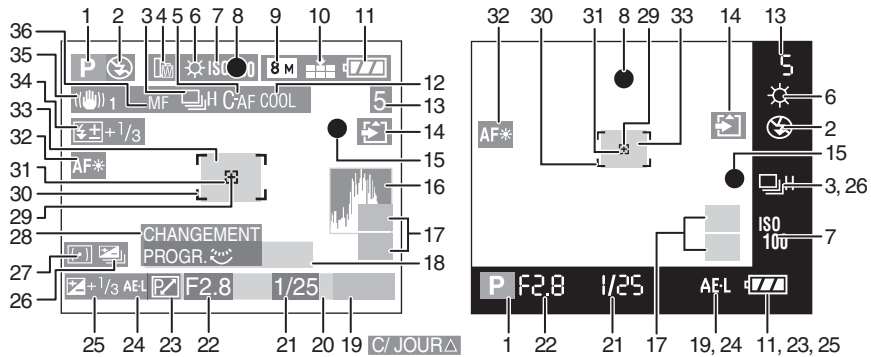 1 2 3 4 5 6 7 8 9 10 11
36 35 34 33 32 31 30 29 28 27 26
P ISO 8 M
1 MF H C-AF COOL 5
+1/3
AF
12 13 14 15 16 17 18
CHANGEMENT
PROGR.
+1/3 AE·L P F2.8 1/25
25 24 23 22 21 20 19 C/ JOUR
32 30 31 8 29 33 14 13
AF
5
6
2
15
H 3, 26
ISO 100 7
P F2.8 1/25 AE·L
1 22 21 17 19, 24 11, 23, 25